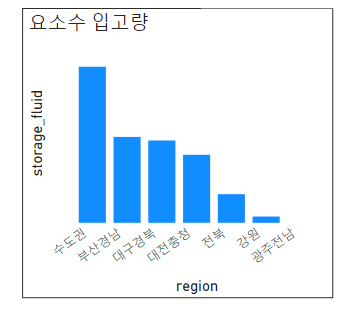 요소수 입고량
storage_fluid
수도권
부산경남
대구경북
대전충청
전북
강원
광주전남
region